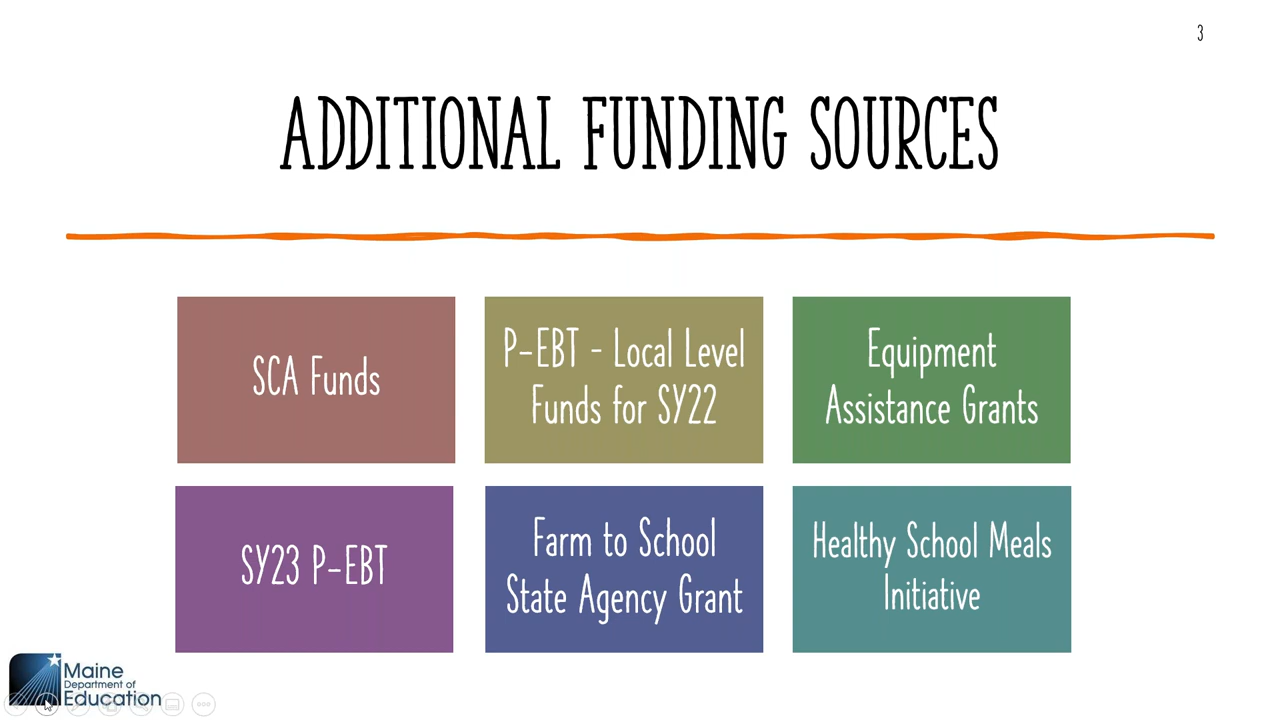 3
ADDITIONAL FUNDING SOURCES
SCA Funds
P-EBT - Local Level
Funds for SY22
Equipment
Assistance Grants
SY23 P-EBT
Farm to School
State Agency Grant
Healthy School Meals
Initiative
Maine
Department of
Education